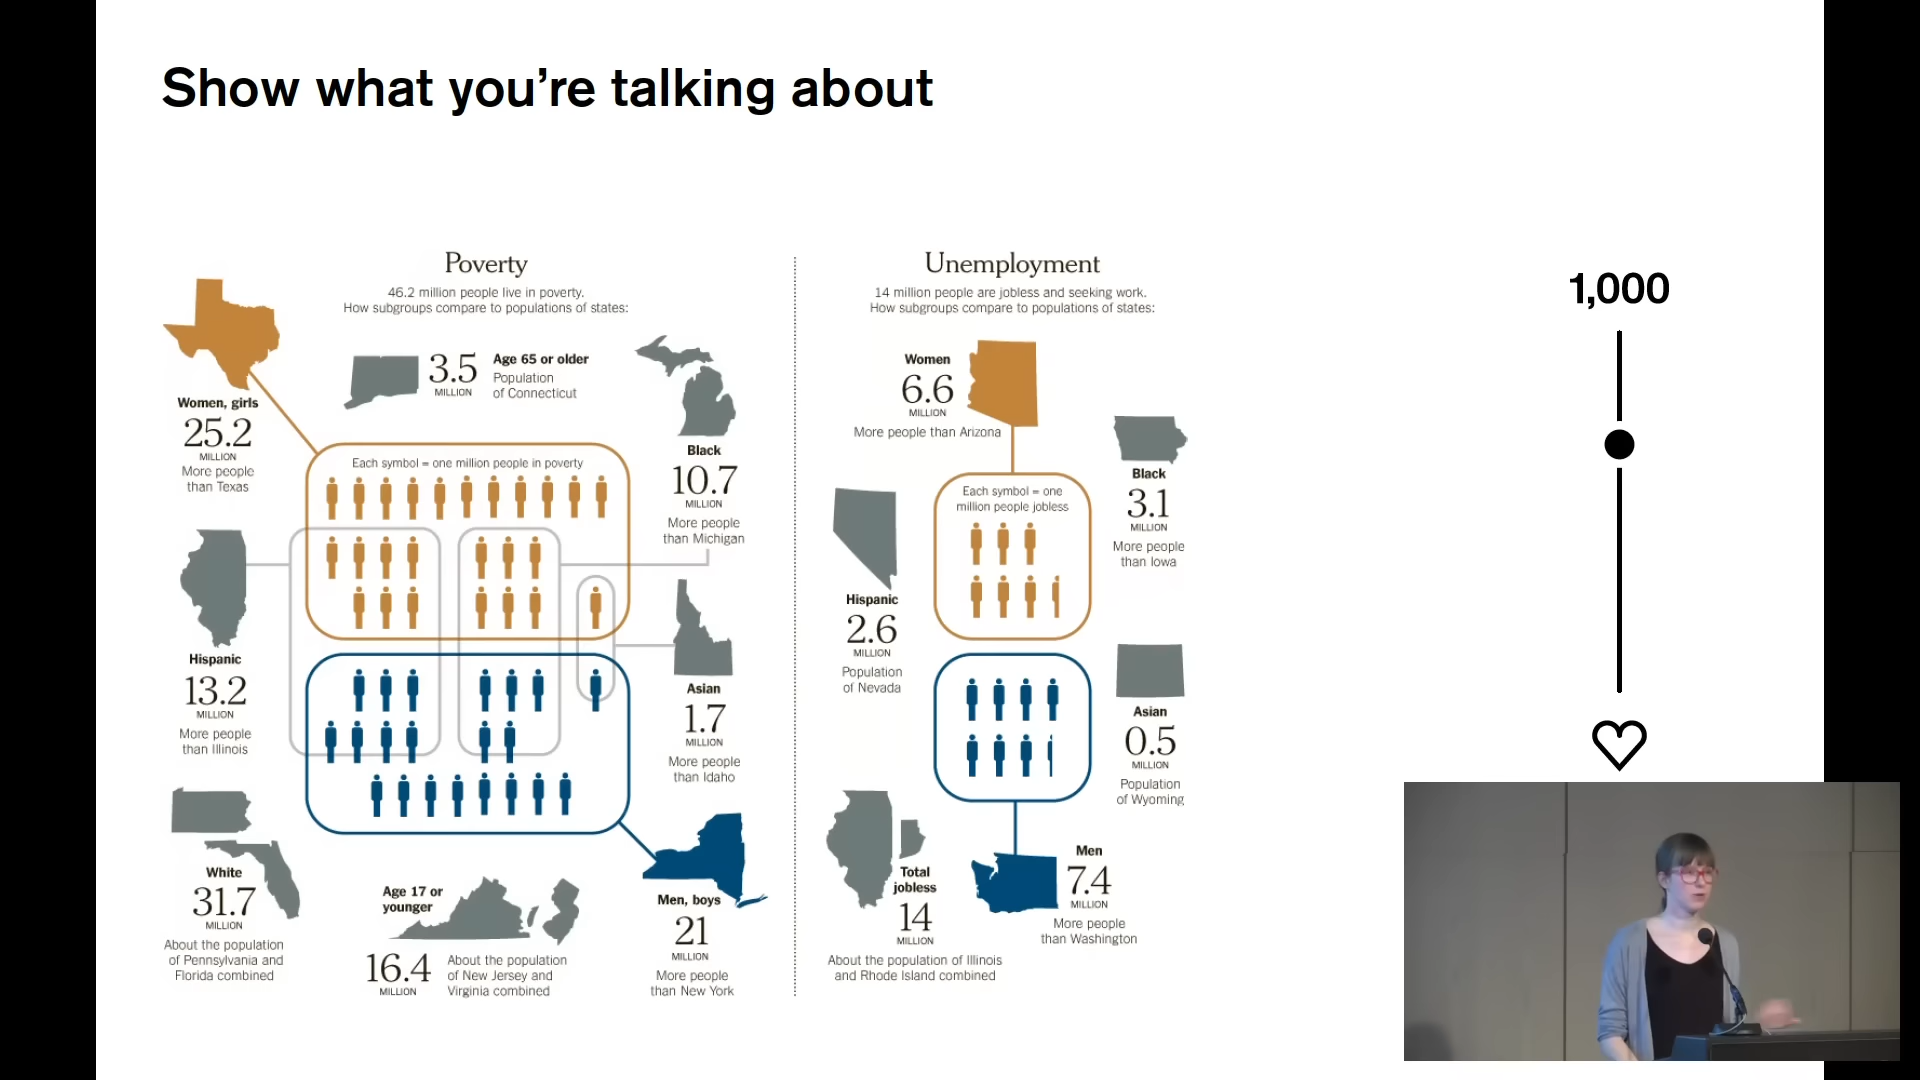 Show what you're talking about
Poverty
46.2 million people live in poverty.
How subgroups compare to populations of states:
Women, girls
25.2
MILLION
More people
than Texas
3.5
MILLION
Age 65 or older
Population
of Connecticut
Black
10.7
MILLION
More people
than Michigan
Each symbol = one million people in poverty
Hispanic
13.2
MILLION
More people
than Illinois
Asian
1.7
MILLION
More people
than Idaho
White
31.7
MILLION
About the population
of Pennsylvania and
Florida combined
Age 17 or
younger
16.4
MILLION
About the population
of New Jersey and
Virginia combined
Men, boys
21
MILLION
More people
than New York
Unemployment
14 million people are jobless and seeking work.
How subgroups compare to populations of states:
Women
6.6
MILLION
More people than Arizona
Black
3.1
MILLION
More people
than Iowa
Each symbol = one
million people jobless
Hispanic
2.6
MILLION
Population
of Nevada
Asian
0.5
MILLION
Population
of Wyoming
Total
jobless
14
MILLION
About the population of Illinois
and Rhode Island combined
Men
7.4
MILLION
More people
than Washington
1,000